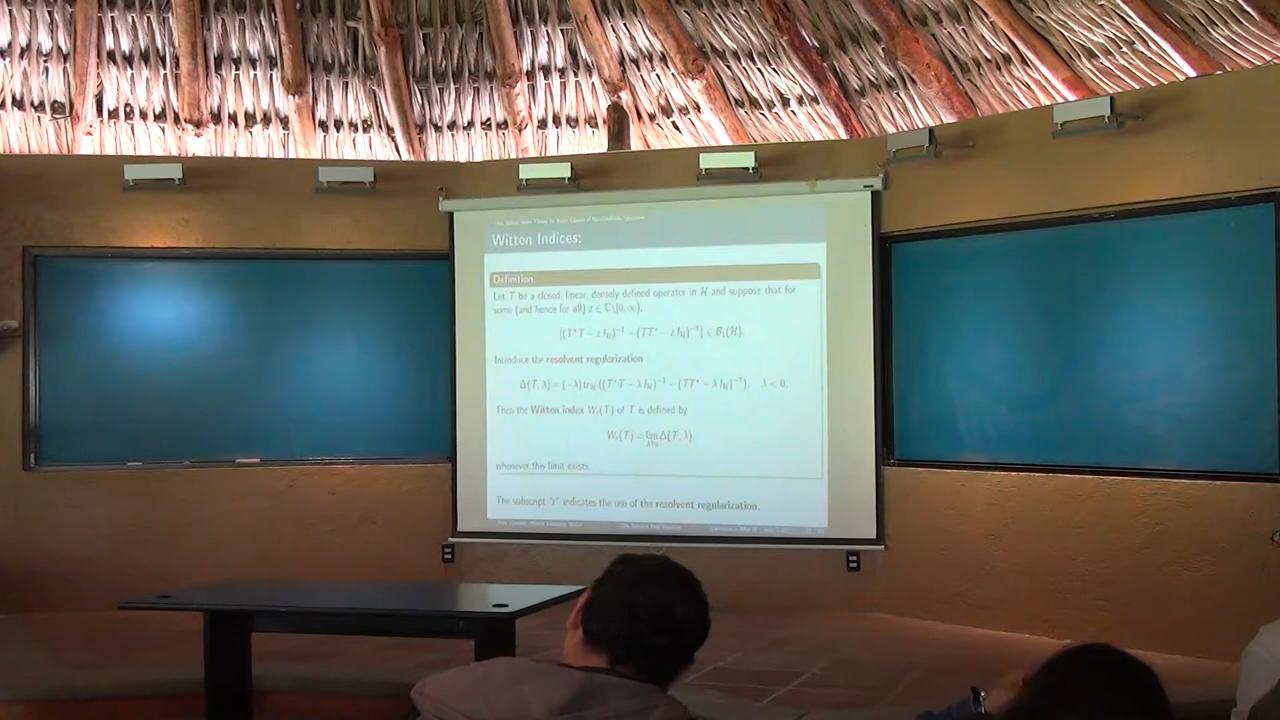 Witten Indices:
Definition.
Let T be a closed, linear, densely defined operator in ℋ and suppose that for
some (and hence for all) z ∈ ℂ\[0,∞),
[(T*T − z I_ℋ)⁻¹ − (TT* − z I_ℋ)⁻¹] ∈ ℬ₁(ℋ).
Introduce the resolvent regularization
Δ(T, λ) = (−λ) tr_ℋ((T*T − λ I_ℋ)⁻¹ − (TT* − λ I_ℋ)⁻¹), λ < 0.
Then the Witten index W_r(T) of T is defined by
W_r(T) = lim_{λ↑0} Δ(T, λ)
whenever this limit exists.
The subscript "r" indicates the use of the resolvent regularization.